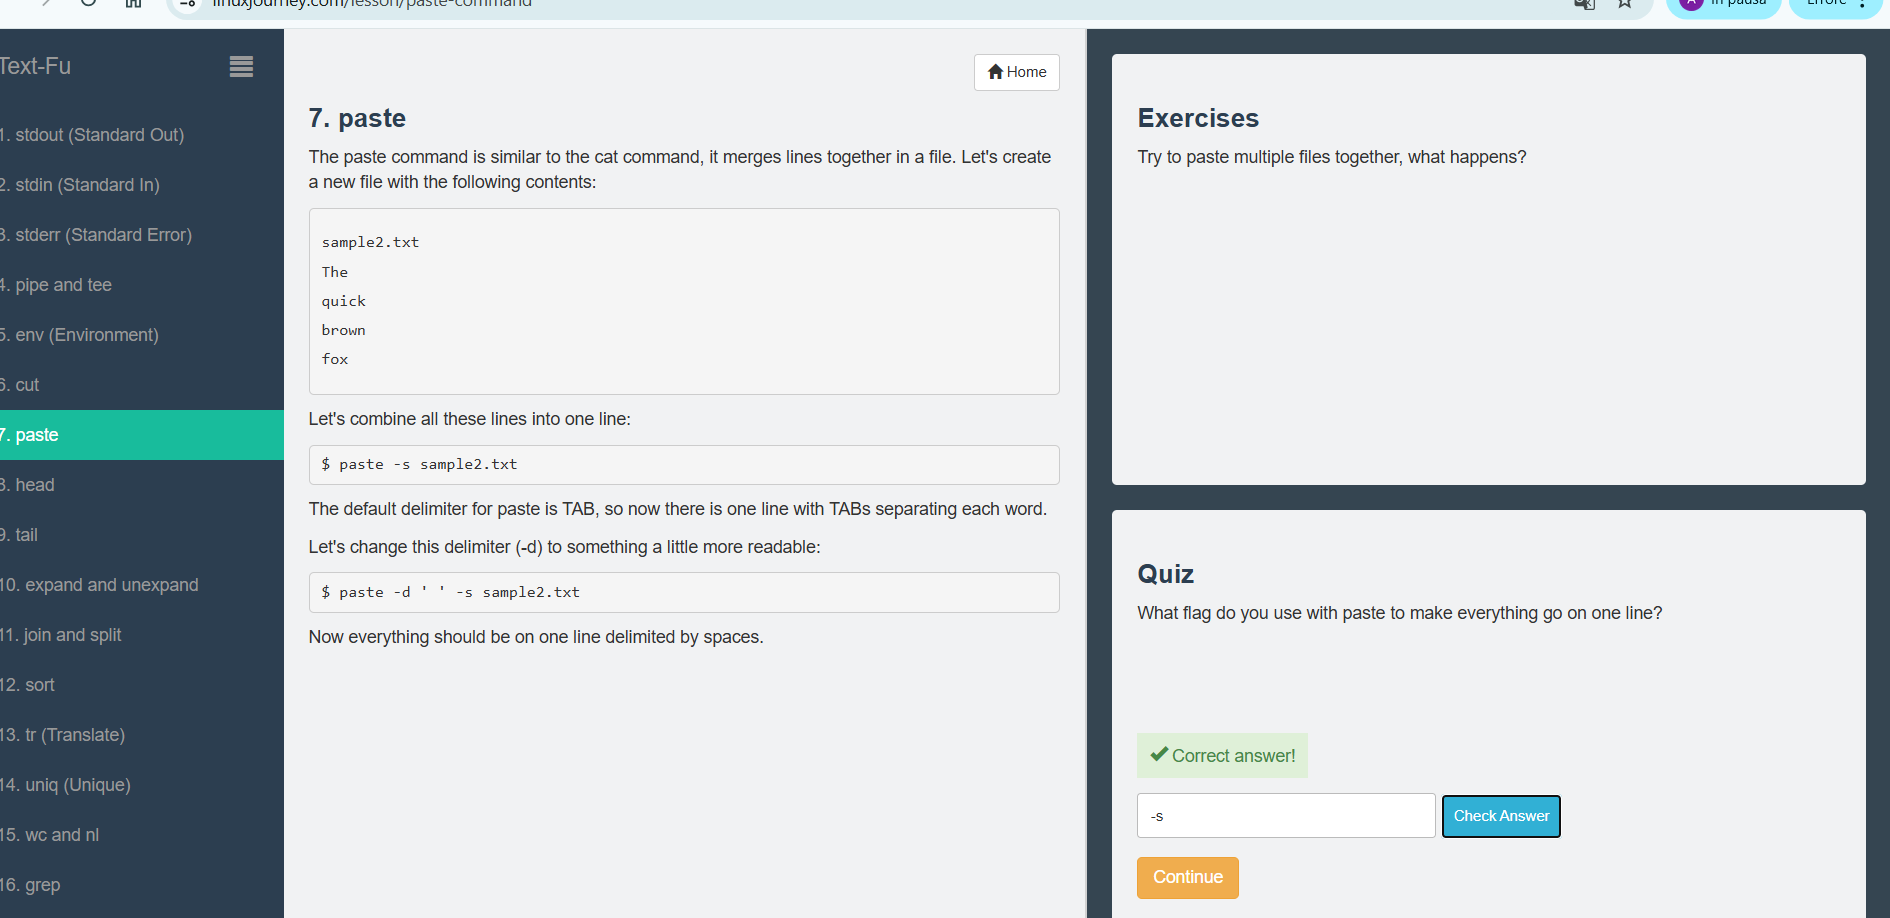 linuxjourney.com/lesson/paste-command
In pausa
Errore
Text-Fu
1. stdout (Standard Out)
2. stdin (Standard In)
3. stderr (Standard Error)
4. pipe and tee
5. env (Environment)
6. cut
7. paste
8. head
9. tail
10. expand and unexpand
11. join and split
12. sort
13. tr (Translate)
14. uniq (Unique)
15. wc and nl
16. grep
Home
7. paste
The paste command is similar to the cat command, it merges lines together in a file. Let's create
a new file with the following contents:
sample2.txt
The
quick
brown
fox
Let's combine all these lines into one line:
$ paste -s sample2.txt
The default delimiter for paste is TAB, so now there is one line with TABs separating each word.
Let's change this delimiter (-d) to something a little more readable:
$ paste -d ' ' -s sample2.txt
Now everything should be on one line delimited by spaces.
Exercises
Try to paste multiple files together, what happens?
Quiz
What flag do you use with paste to make everything go on one line?
Correct answer!
-s
Check Answer
Continue